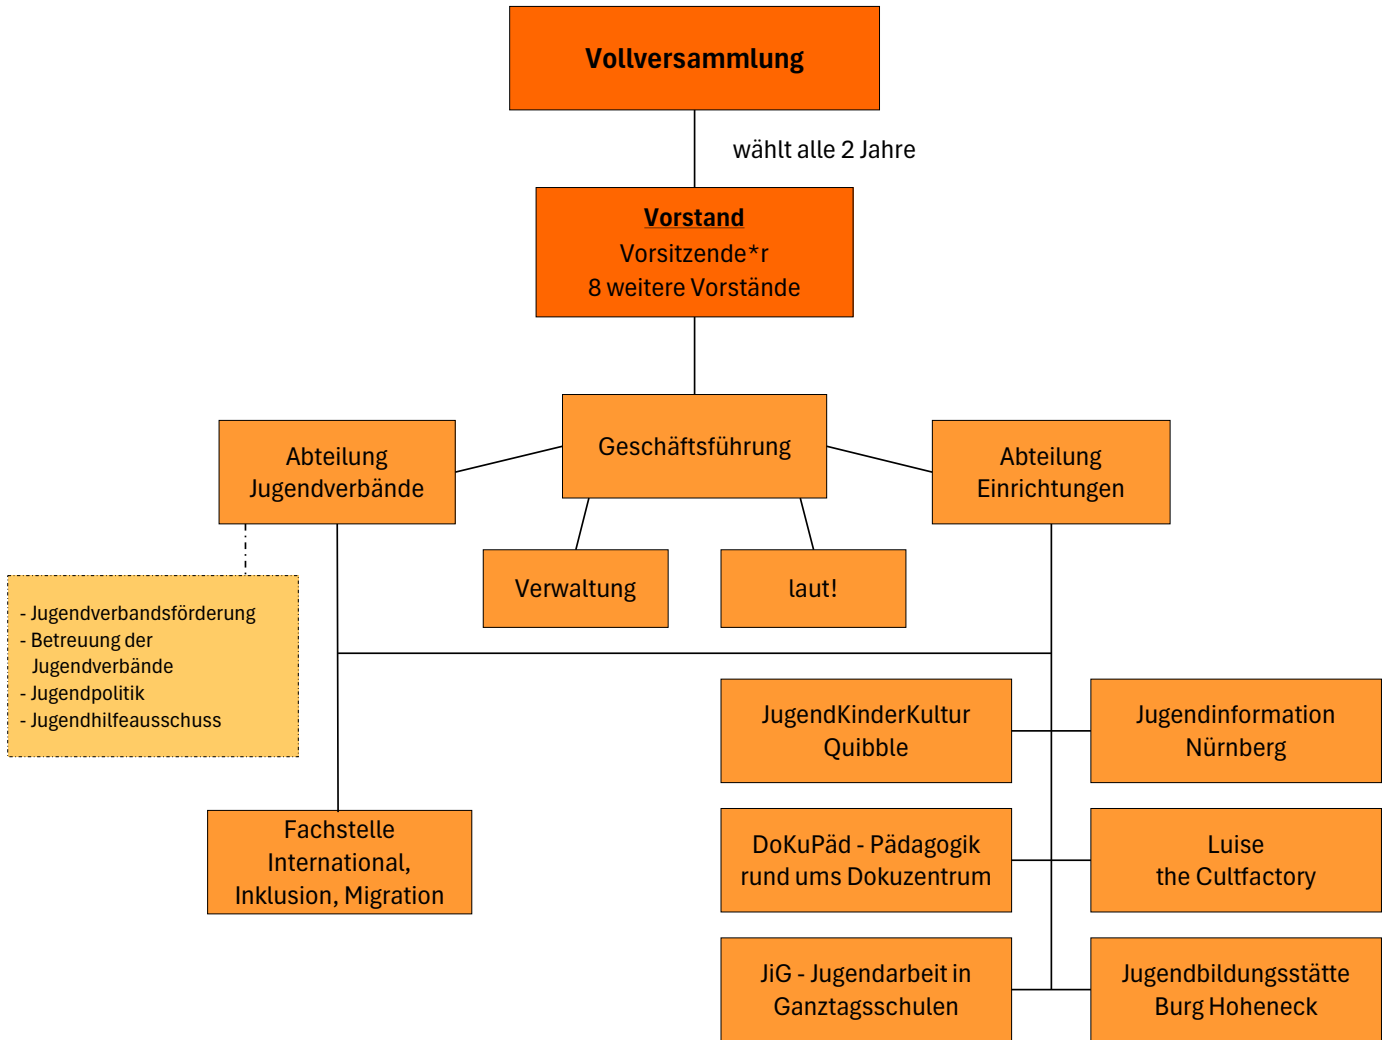 Vollversammlung
wählt alle 2 Jahre
Vorstand
Vorsitzende*r
8 weitere Vorstände
Geschäftsführung
Abteilung
Jugendverbände
Abteilung
Einrichtungen
Verwaltung
laut!
- Jugendverbandsförderung
- Betreuung der
Jugendverbände
- Jugendpolitik
- Jugendhilfeausschuss
JugendKinderKultur
Quibble
Jugendinformation
Nürnberg
Fachstelle
International,
Inklusion, Migration
DoKuPäd - Pädagogik
rund ums Dokuzentrum
Luise
the Cultfactory
JiG - Jugendarbeit in
Ganztagsschulen
Jugendbildungsstätte
Burg Hoheneck